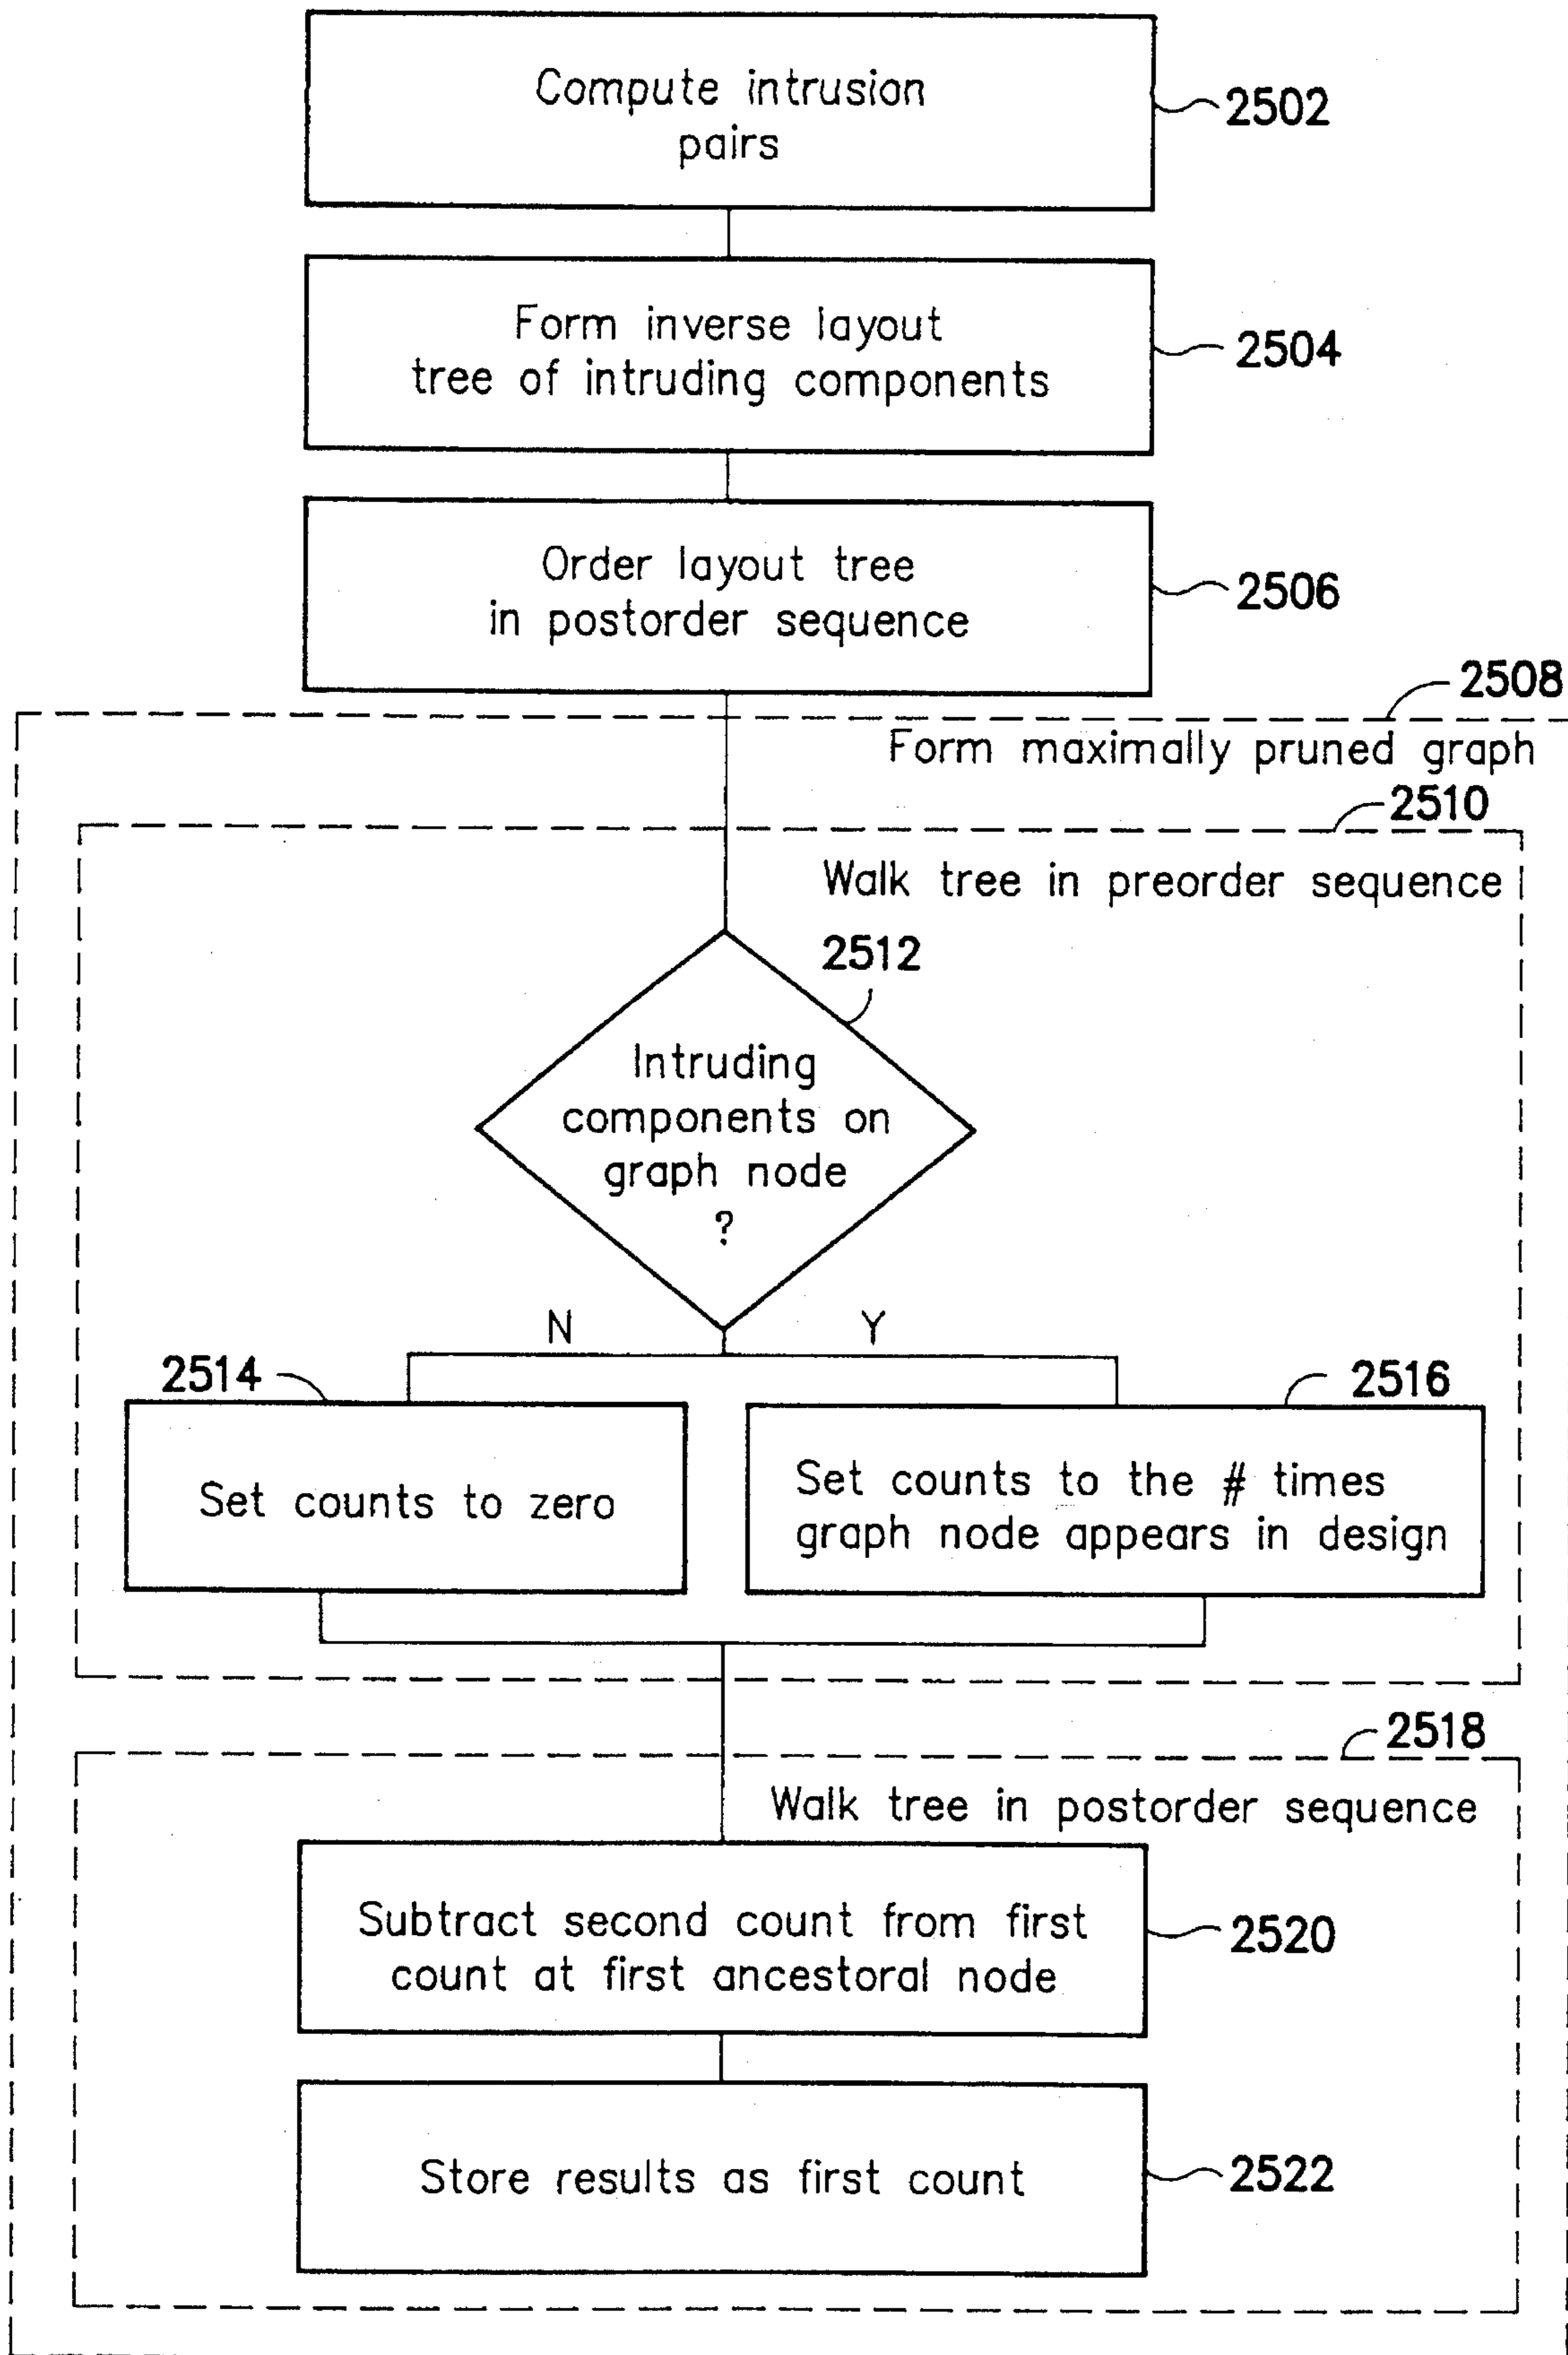 Compute intrusion
pairs
2502
Form inverse layout
tree of intruding components
2504
Order layout tree
in postorder sequence
2506
2508
Form maximally pruned graph
2510
Walk tree in preorder sequence
2512
Intruding
components on
graph node
?
N
Y
2514
2516
Set counts to zero
Set counts to the # times
graph node appears in design
2518
Walk tree in postorder sequence
Subtract second count from first
count at first ancestoral node
2520
Store results as first count
2522